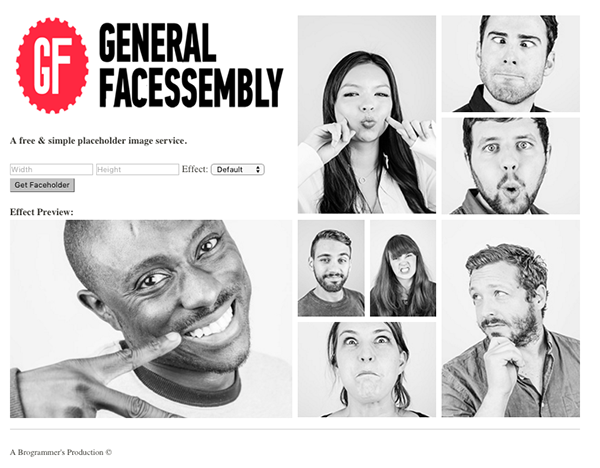 GF
GENERAL
FACESSEMBLY
A free & simple placeholder image service.
Width Height Effect: Default
Get Faceholder
Effect Preview:
A Brogrammer's Production ©